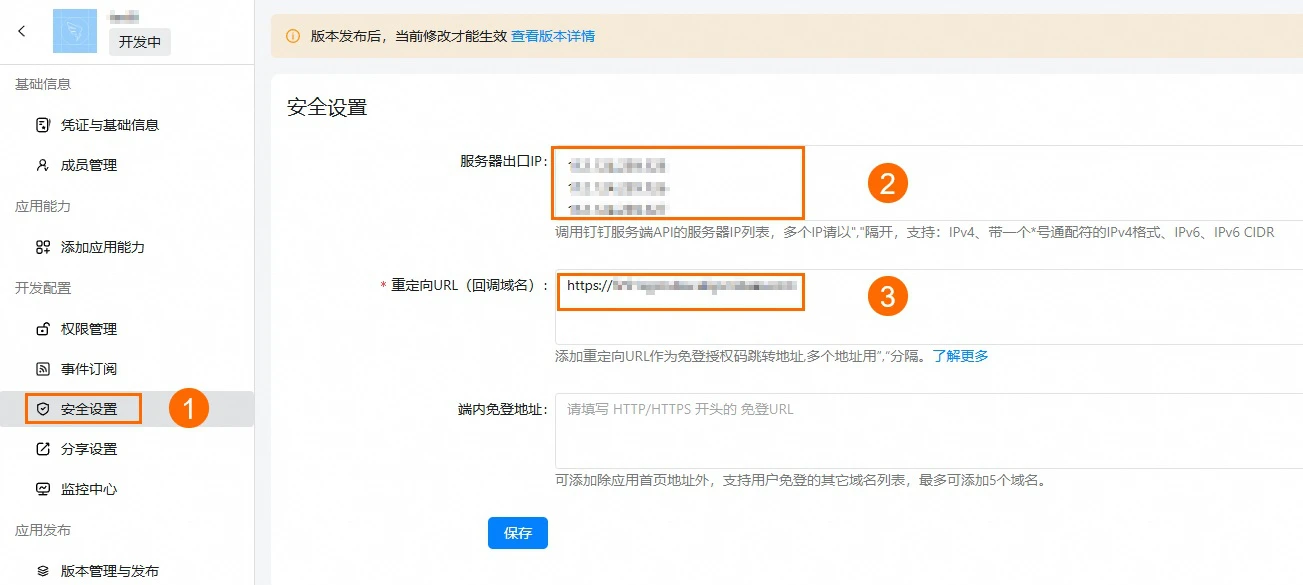 开发中
基础信息
凭证与基础信息
成员管理
应用能力
添加应用能力
开发配置
权限管理
事件订阅
安全设置
1
分享设置
监控中心
应用发布
版本管理与发布
版本发布后，当前修改才能生效 查看版本详情
安全设置
服务器出口IP:
2
调用钉钉服务端API的服务器IP列表，多个IP请以","隔开，支持：IPv4、带一个*号通配符的IPv4格式、IPv6、IPv6 CIDR
* 重定向URL（回调域名）:
https://
3
添加重定向URL作为免登授权码跳转地址,多个地址用","分隔。了解更多
端内免登地址:
请填写 HTTP/HTTPS 开头的 免登URL
可添加除应用首页地址外，支持用户免登的其它域名列表，最多可添加5个域名。
保存